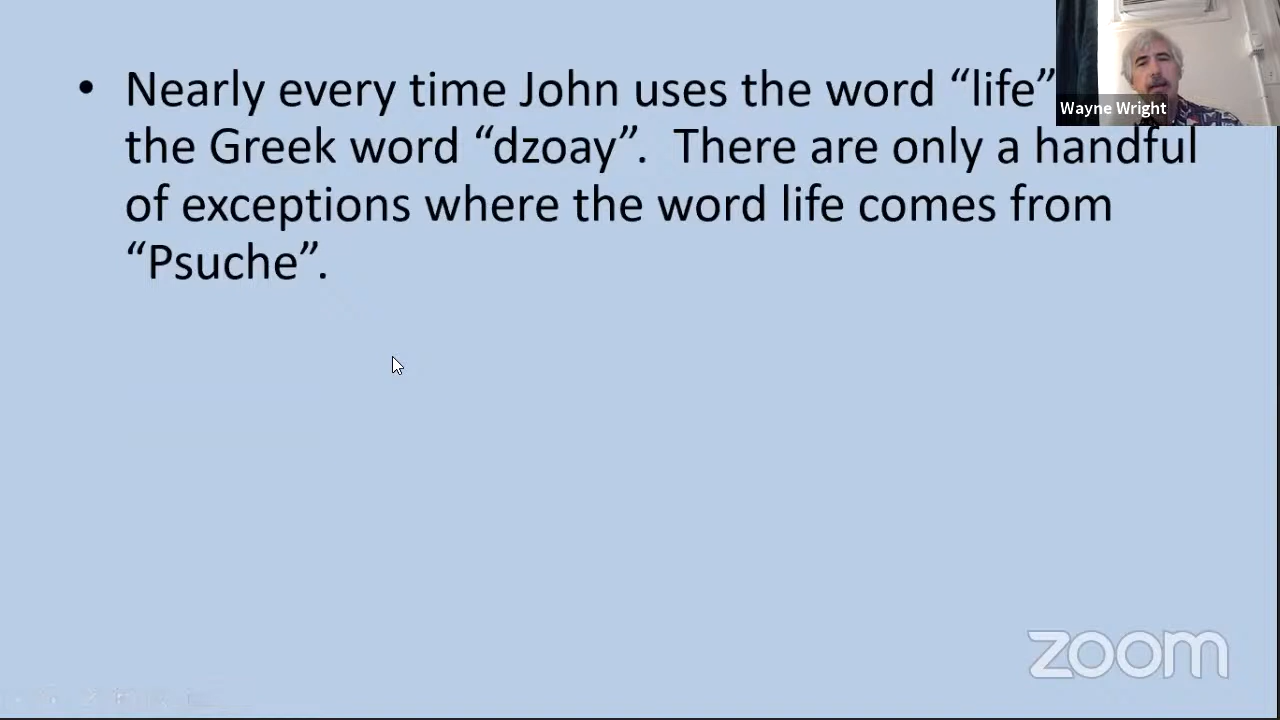 • Nearly every time John uses the word “life”
the Greek word “dzoay”.  There are only a handful
of exceptions where the word life comes from
“Psuche”.
Wayne Wright
zoom